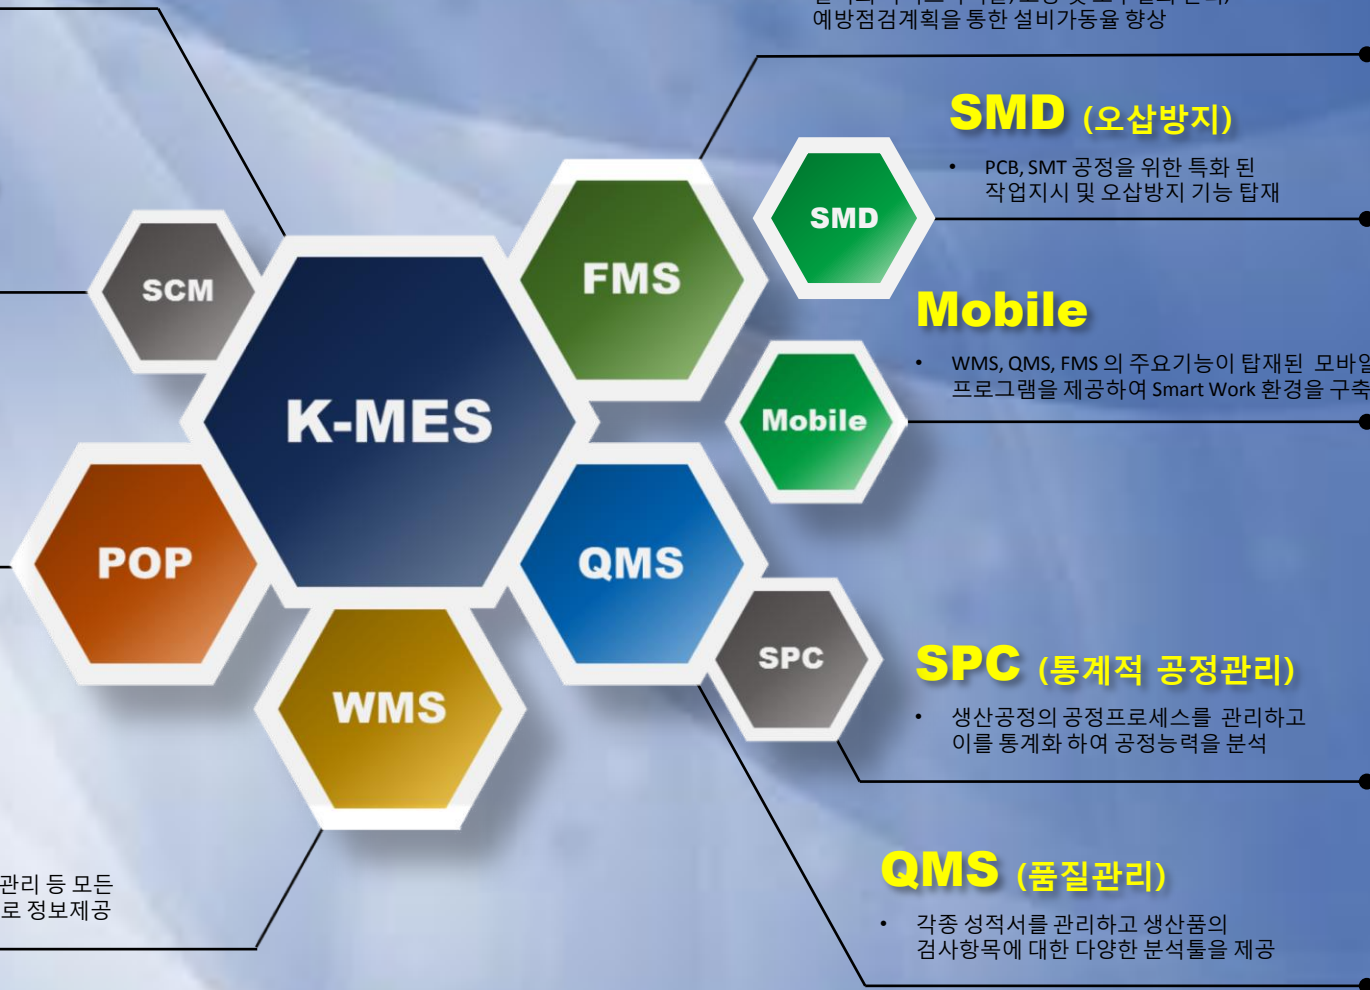 예방점검계획을 통한 설비가동율 향상
SMD (오삽방지)
• PCB, SMT 공정을 위한 특화 된
작업지시 및 오삽방지 기능 탑재
SMD
FMS
SCM
Mobile
• WMS, QMS, FMS 의 주요기능이 탑재된 모바일
프로그램을 제공하여 Smart Work 환경을 구축
K-MES
Mobile
POP
QMS
SPC
SPC (통계적 공정관리)
• 생산공정의 공정프로세스를 관리하고
이를 통계화 하여 공정능력을 분석
WMS
QMS (품질관리)
관리 등 모든
로 정보제공
• 각종 성적서를 관리하고 생산품의
검사항목에 대한 다양한 분석툴을 제공